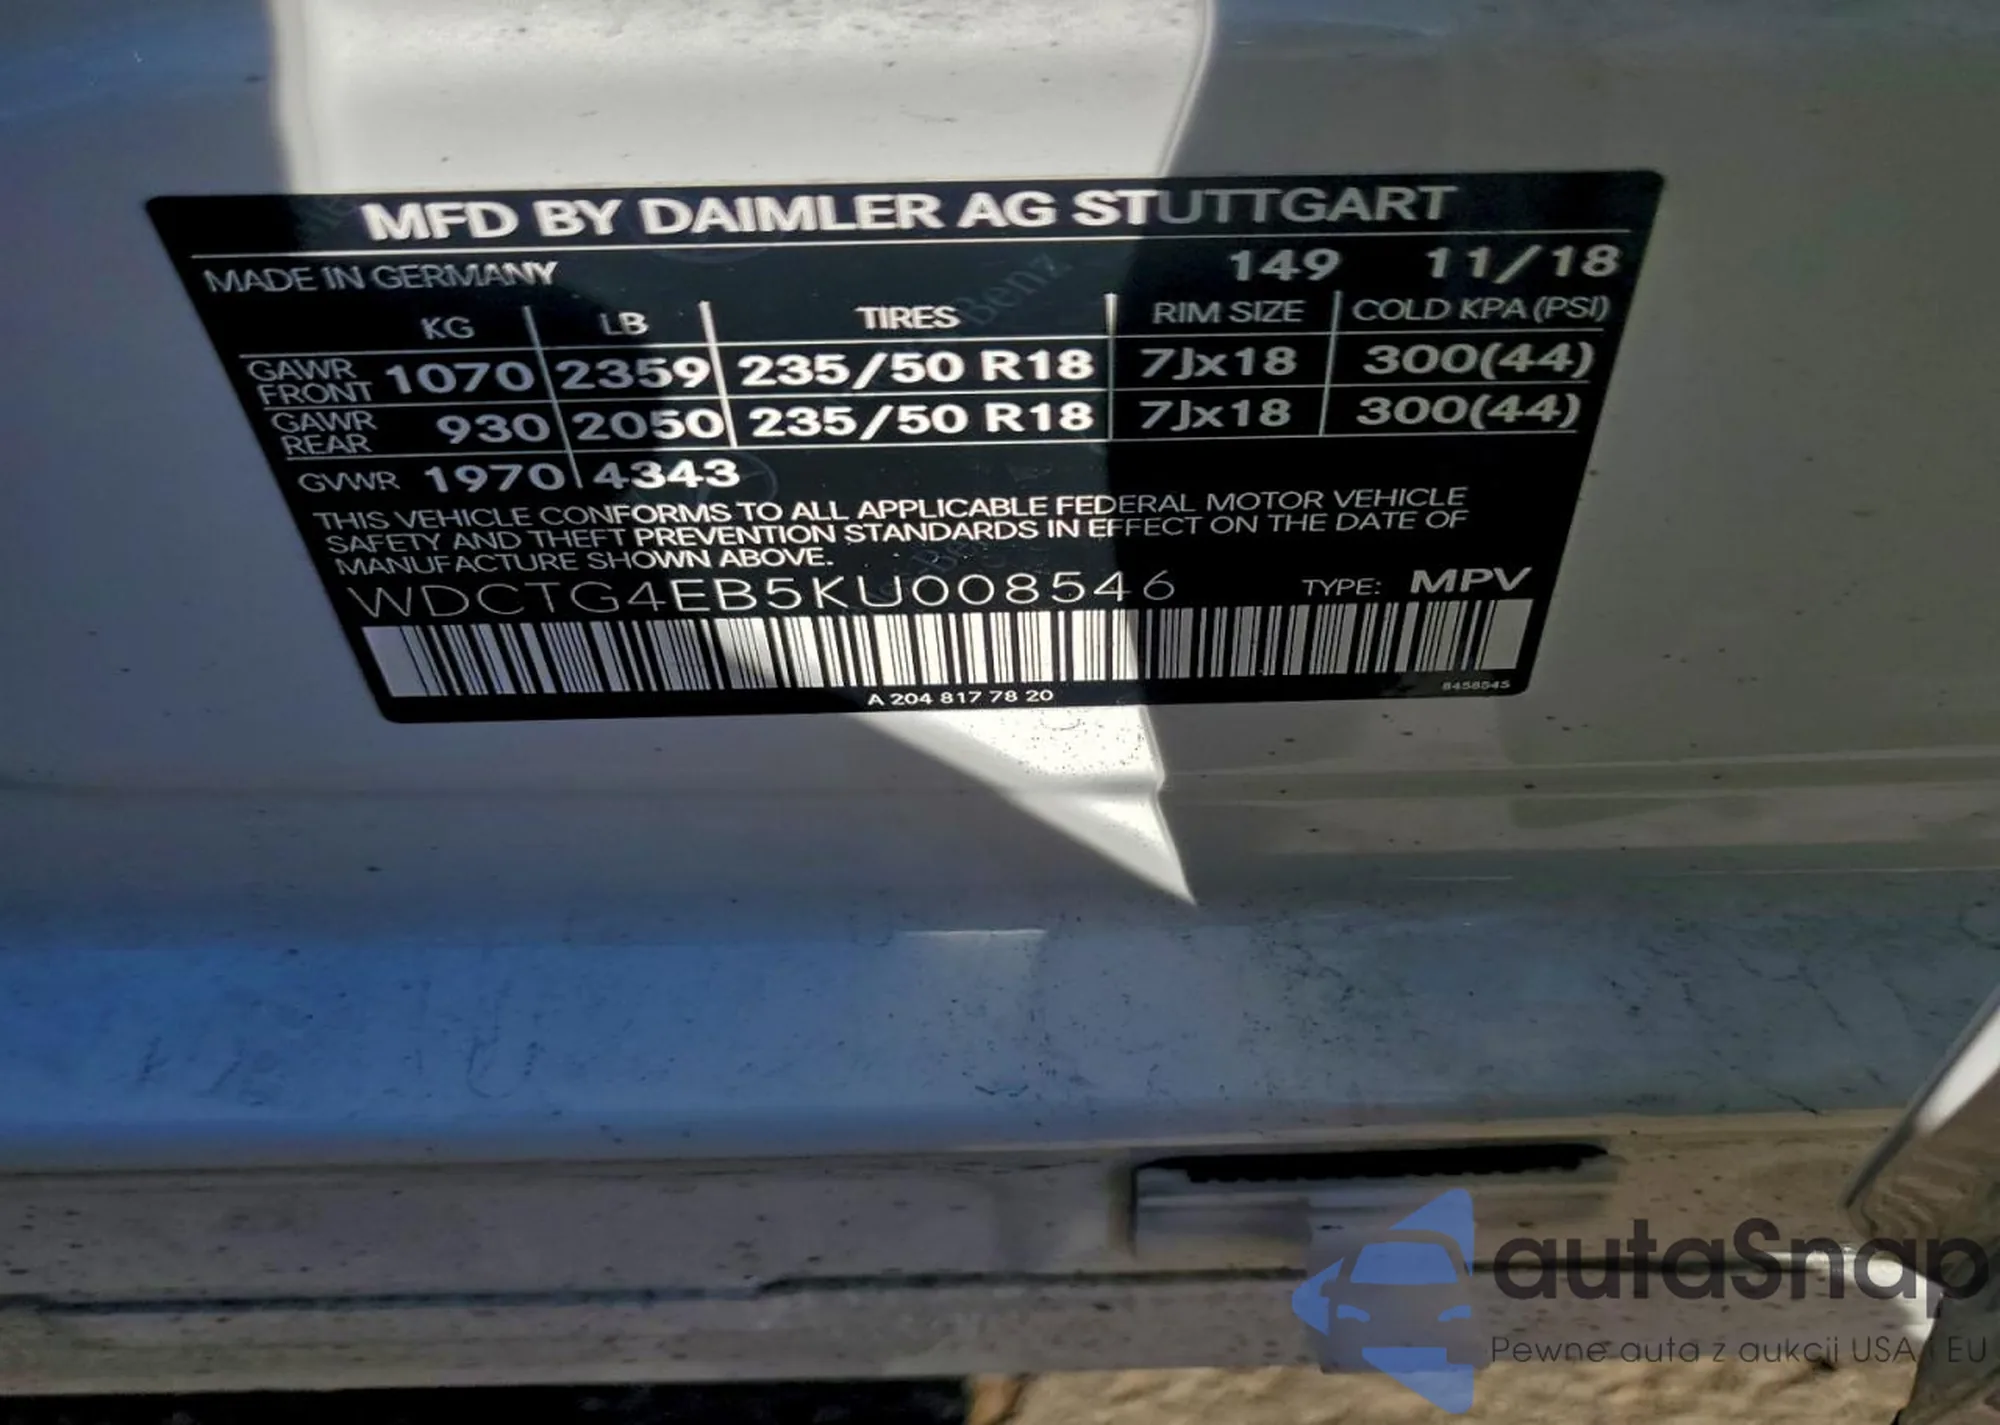 MFD BY DAIMLER AG STUTTGART
MADE IN GERMANY 149 11/18
KG LB TIRES RIM SIZE COLD KPA (PSI)
GAWR FRONT 1070 2359 235/50 R18 7Jx18 300(44)
GAWR REAR 930 2050 235/50 R18 7Jx18 300(44)
GVWR 1970 4343
THIS VEHICLE CONFORMS TO ALL APPLICABLE FEDERAL MOTOR VEHICLE
SAFETY AND THEFT PREVENTION STANDARDS IN EFFECT ON THE DATE OF
MANUFACTURE SHOWN ABOVE.
WDCTG4EB5KU008546 TYPE: MPV
A 204 817 78 20 8458545
autaSnap
Pewne auta z aukcji USA i EU